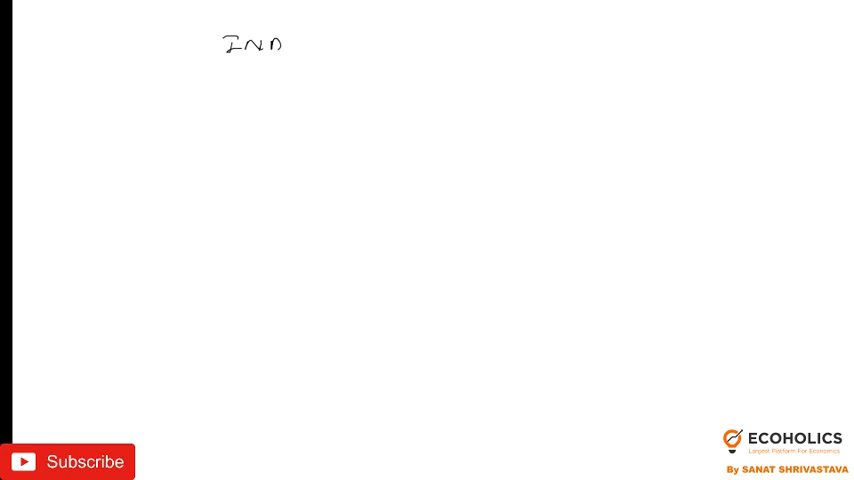 IND
Subscribe
ECOHOLICS
Largest Platform For Economics
By SANAT SHRIVASTAVA